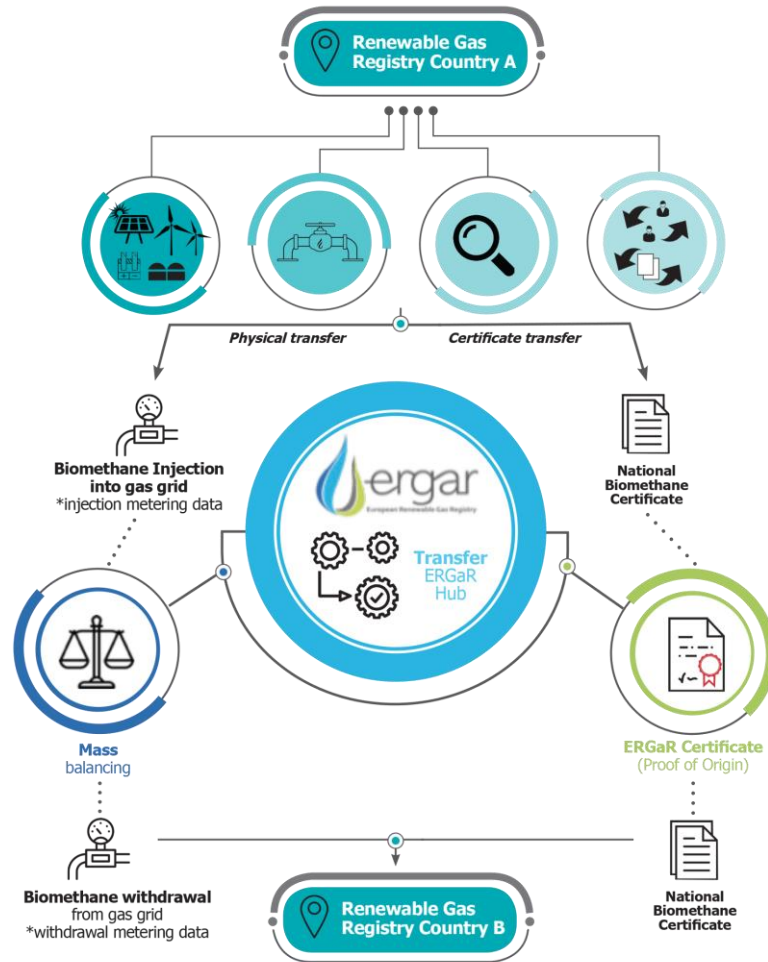 Renewable Gas
Registry Country A
Physical transfer
Certificate transfer
Biomethane Injection
into gas grid
*injection metering data
National
Biomethane
Certificate
ergar
European Renewable Gas Registry
Transfer
ERGaR
Hub
Mass
balancing
ERGaR Certificate
(Proof of Origin)
Biomethane withdrawal
from gas grid
*withdrawal metering data
Renewable Gas
Registry Country B
National
Biomethane
Certificate